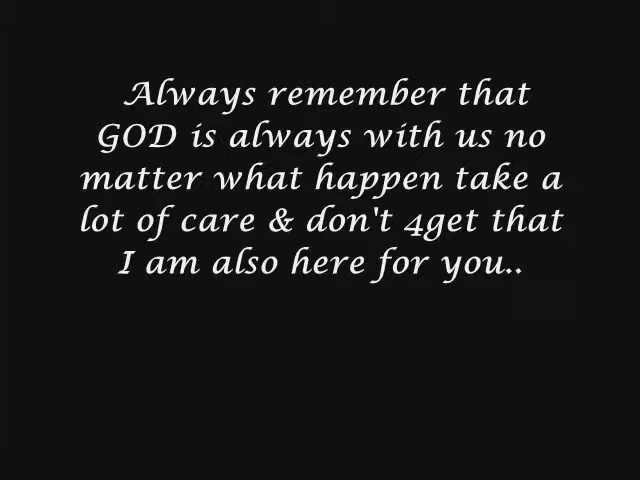 Always remember that
GOD is always with us no
matter what happen take a
lot of care & don't 4get that
I am also here for you..